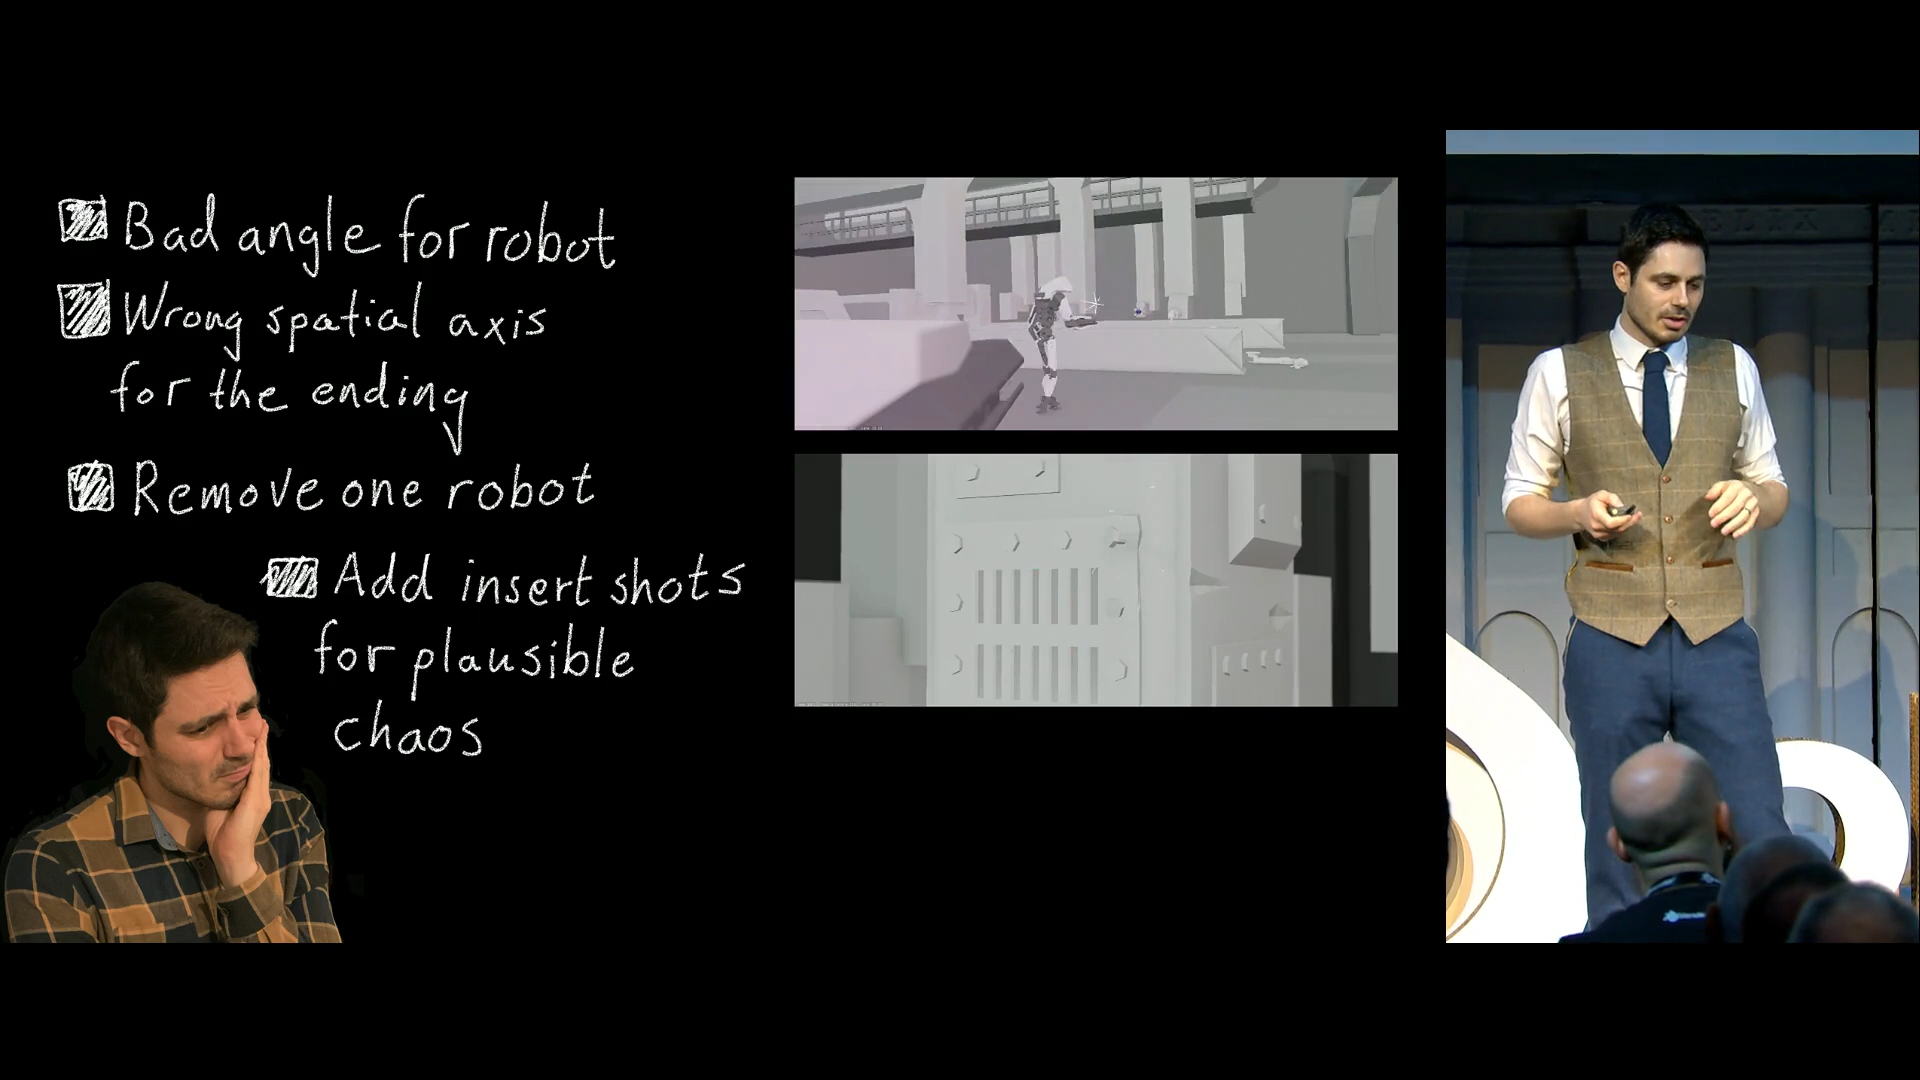 Bad angle for robot
Wrong spatial axis
for the ending
Remove one robot
Add insert shots
for plausible
chaos